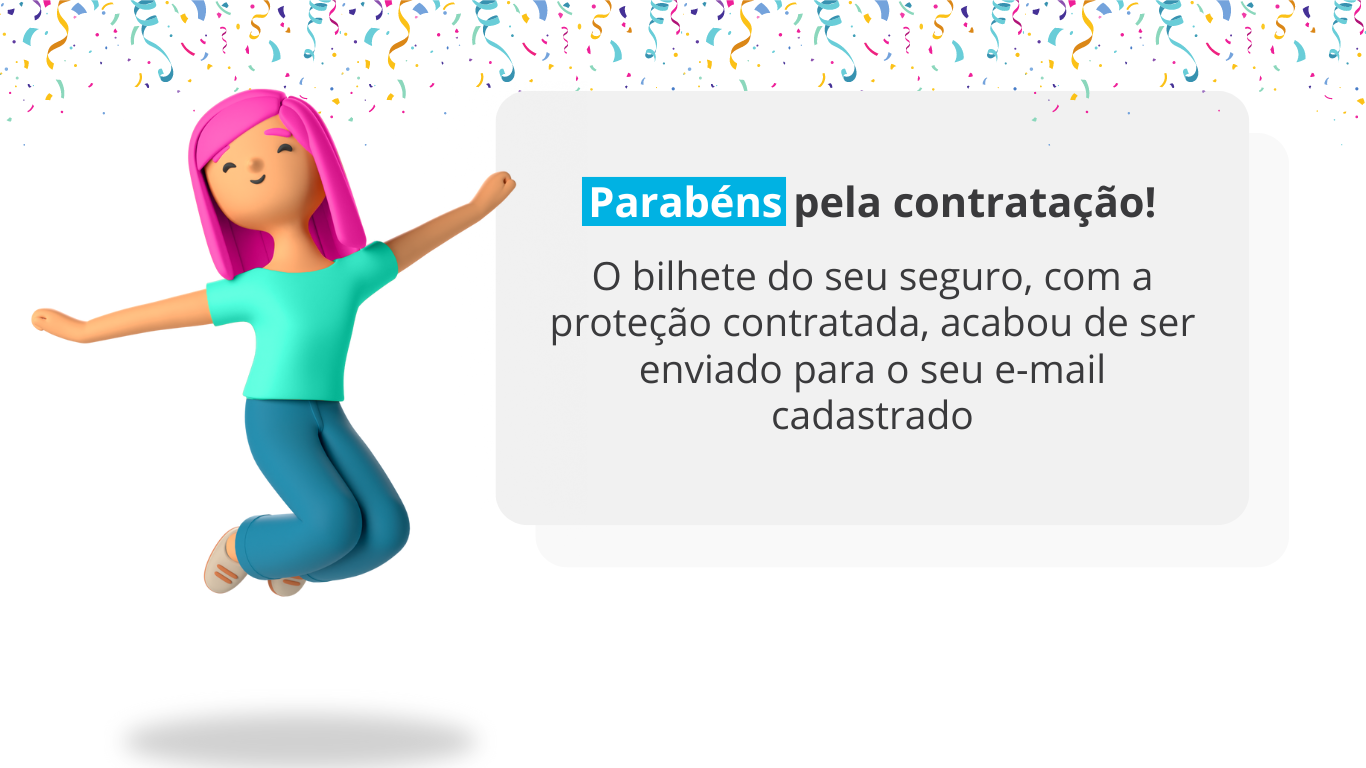 Parabéns pela contratação!
O bilhete do seu seguro, com a
proteção contratada, acabou de ser
enviado para o seu e-mail
cadastrado